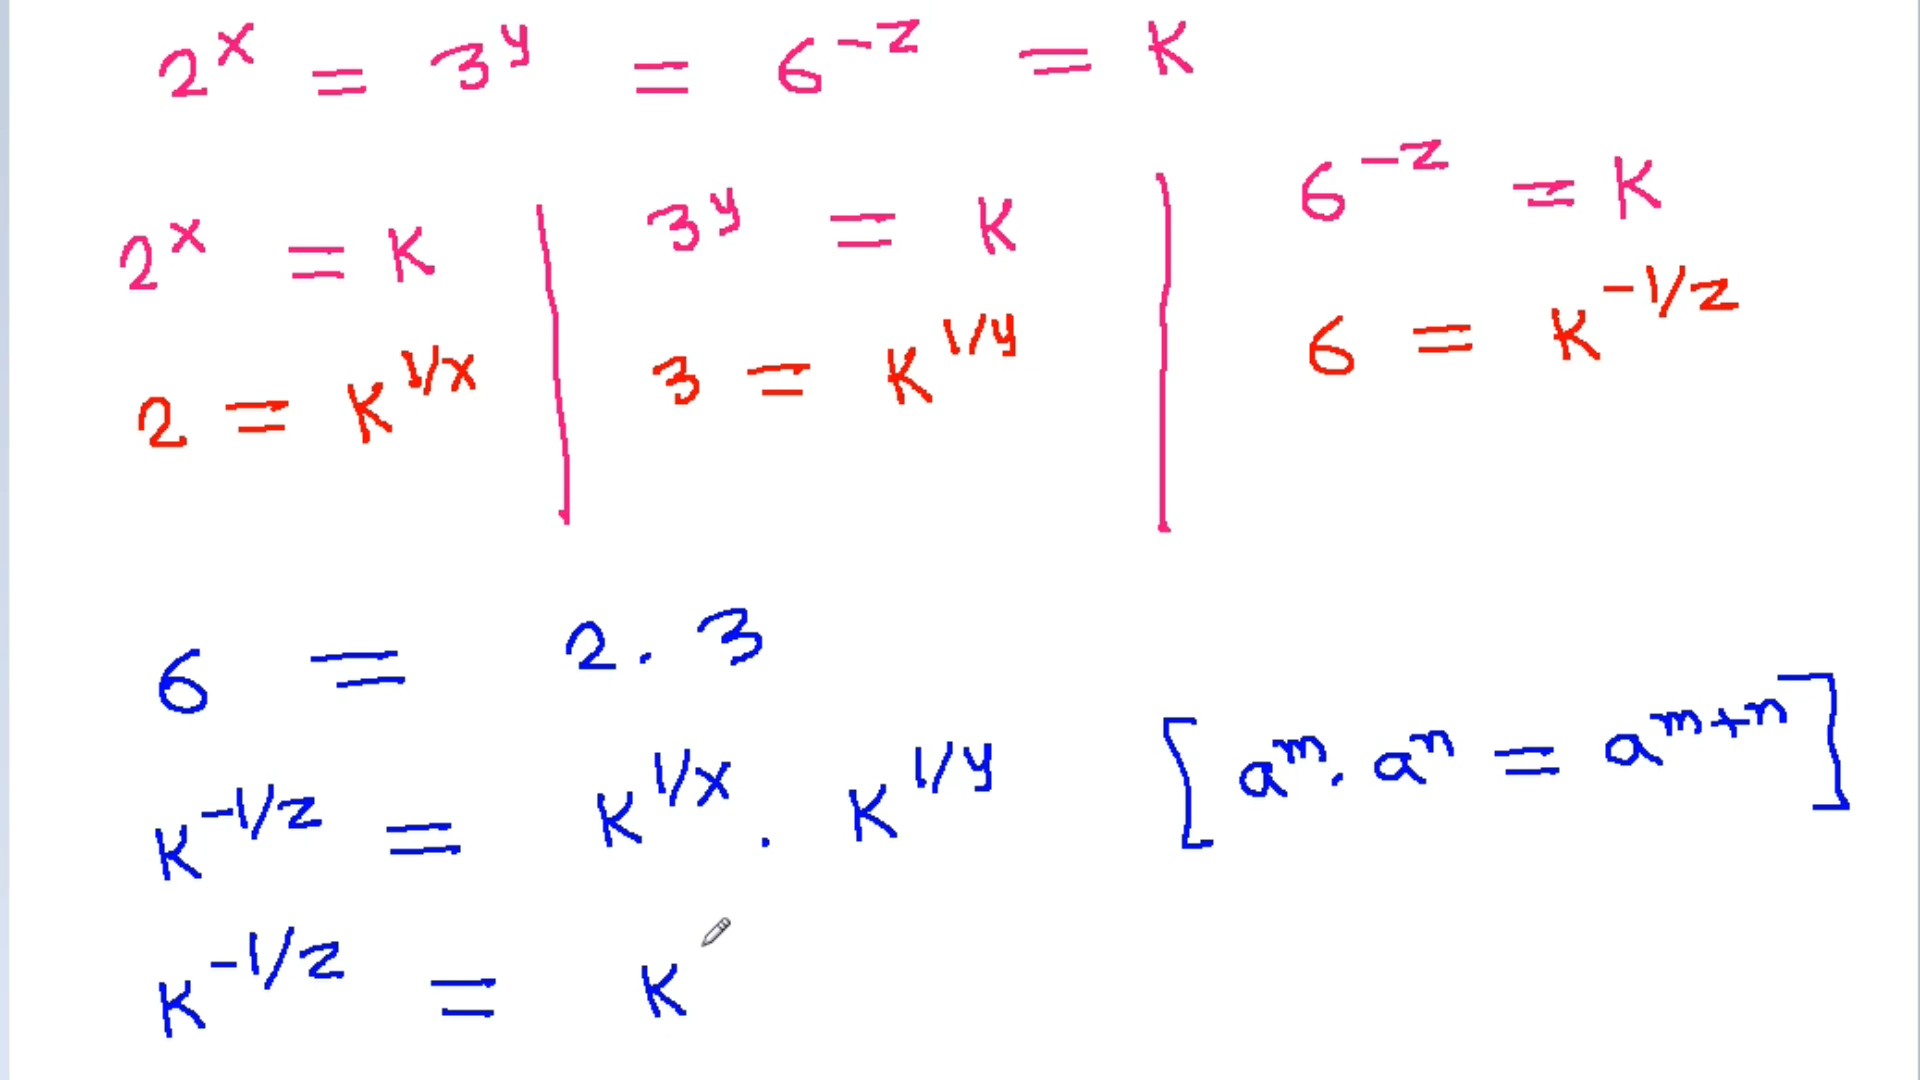 2^x = 3^y = 6^-z = K
2^x = K | 3^y = K | 6^-z = K
2 = K^1/x | 3 = K^1/y | 6 = K^-1/z
6 = 2 . 3
K^-1/z = K^1/x . K^1/y [a^m . a^n = a^m+n]
K^-1/z = K